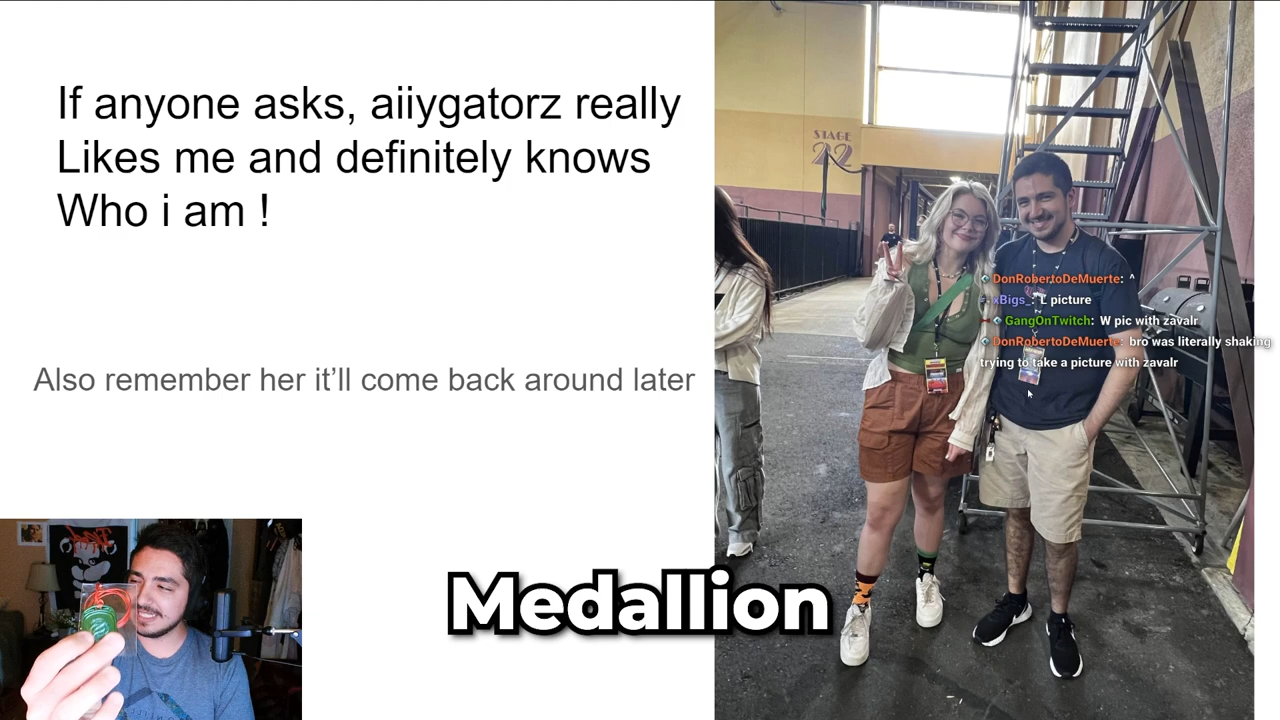 If anyone asks, aiiygatorz really
Likes me and definitely knows
Who i am !
Also remember her it’ll come back around later
STAGE
22
DonRobertoDeMuerte: ^
xBigs_: L picture
GangOnTwitch: W pic with zavalr
DonRobertoDeMuerte: bro was literally shaking
trying to take a picture with zavalr
Medallion